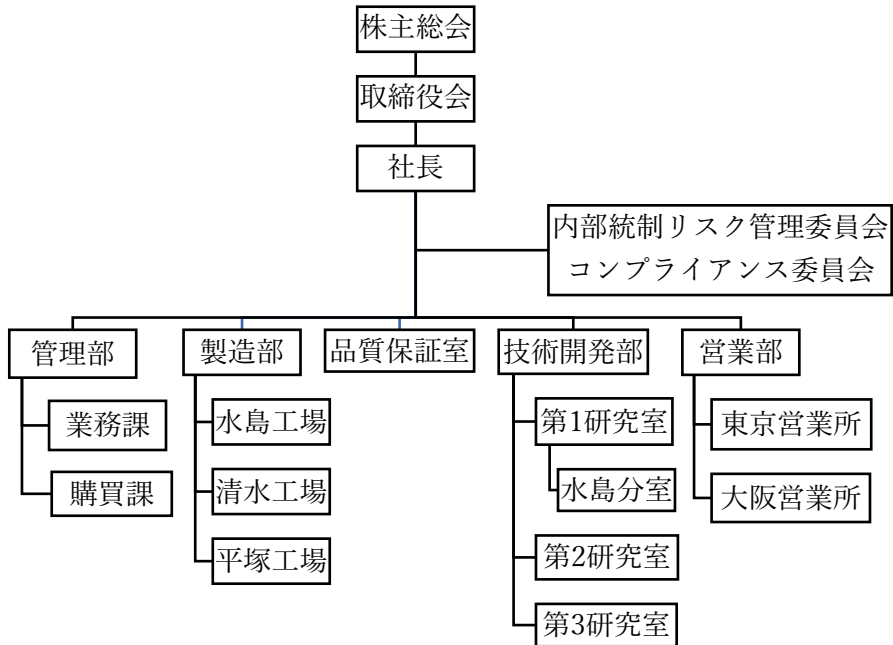 株主総会
取締役会
社長
内部統制リスク管理委員会
コンプライアンス委員会
管理部
製造部
品質保証室
技術開発部
営業部
業務課
購買課
水島工場
清水工場
平塚工場
第1研究室
水島分室
第2研究室
第3研究室
東京営業所
大阪営業所